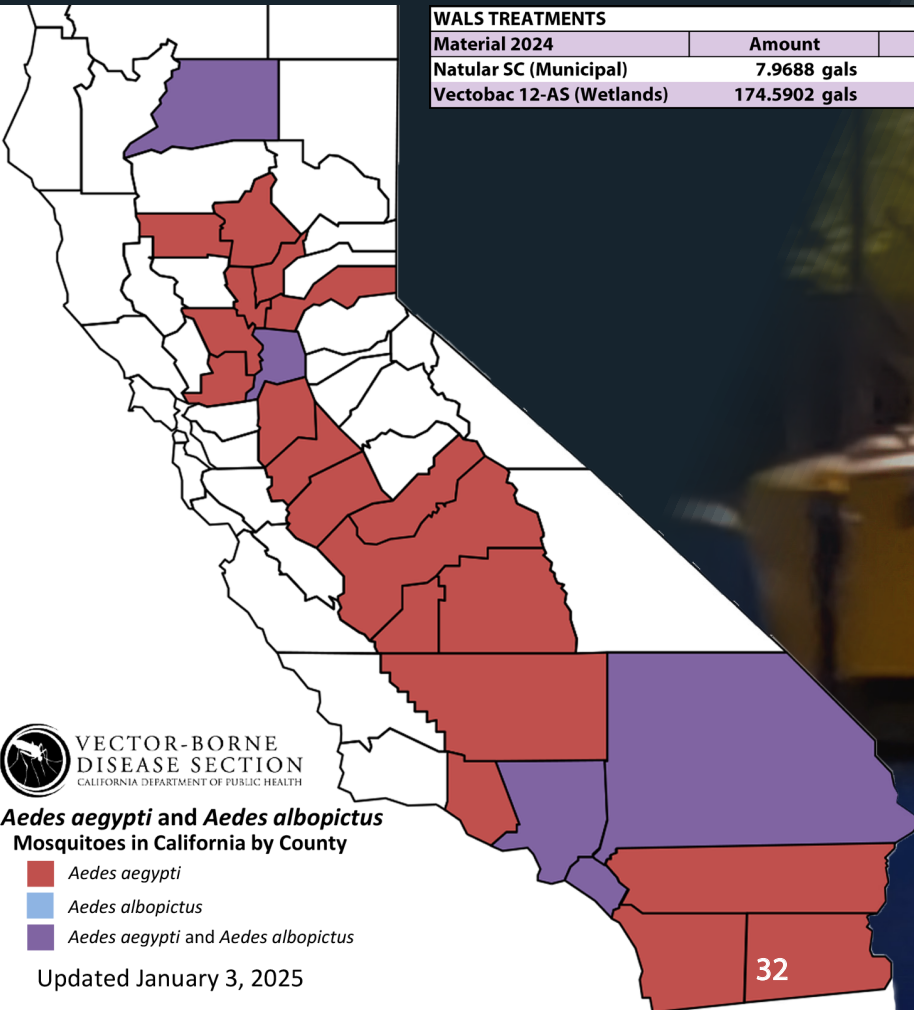 WALS TREATMENTS
Material 2024 Amount
Natular SC (Municipal) 7.9688 gals
Vectobac 12-AS (Wetlands) 174.5902 gals
VECTOR-BORNE
DISEASE SECTION
CALIFORNIA DEPARTMENT OF PUBLIC HEALTH
Aedes aegypti and Aedes albopictus
Mosquitoes in California by County
Aedes aegypti
Aedes albopictus
Aedes aegypti and Aedes albopictus
Updated January 3, 2025
32